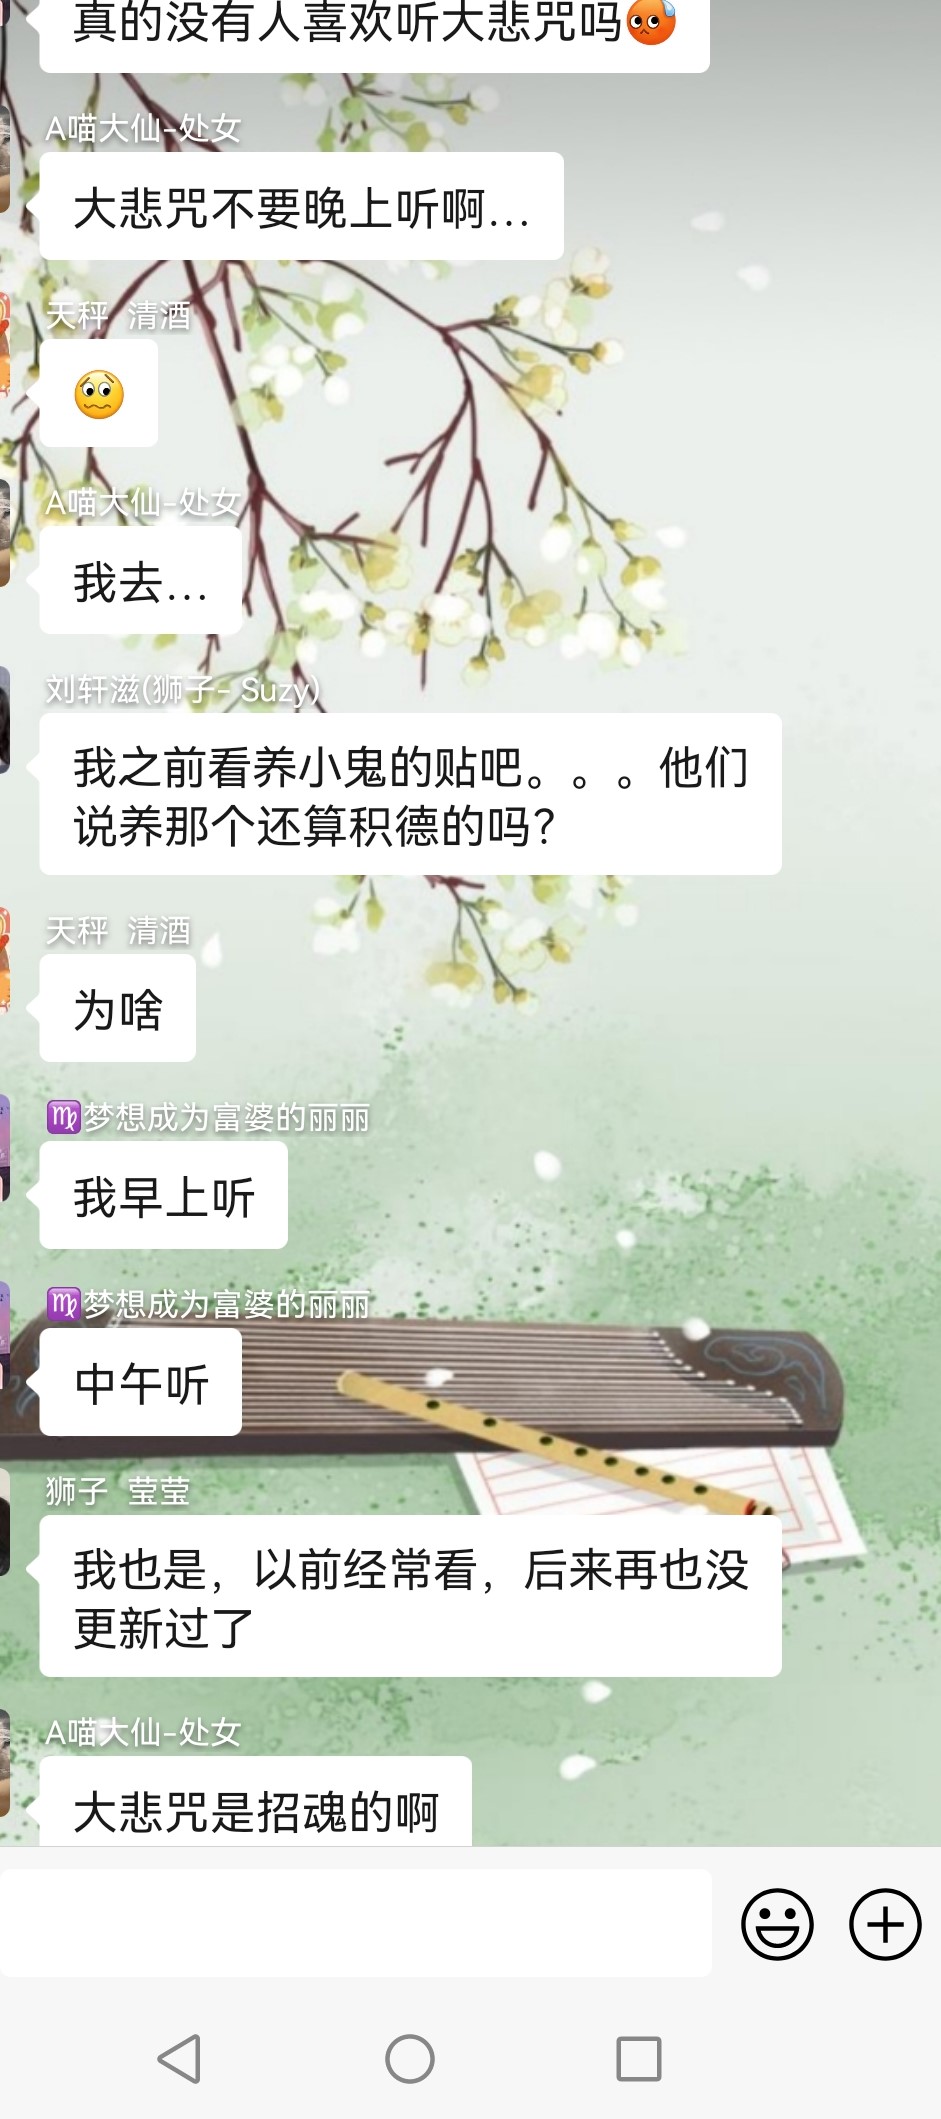 真的没有人喜欢听大悲咒吗🥵
A喵大仙-处女
大悲咒不要晚上听啊...
天秤 清酒
🥴
A喵大仙-处女
我去...
刘轩滋(狮子- Suzy)
我之前看养小鬼的贴吧。。。他们
说养那个还算积德的吗?
天秤 清酒
为啥
♍梦想成为富婆的丽丽
我早上听
♍梦想成为富婆的丽丽
中午听
狮子 莹莹
我也是，以前经常看，后来再也没
更新过了
A喵大仙-处女
大悲咒是招魂的啊